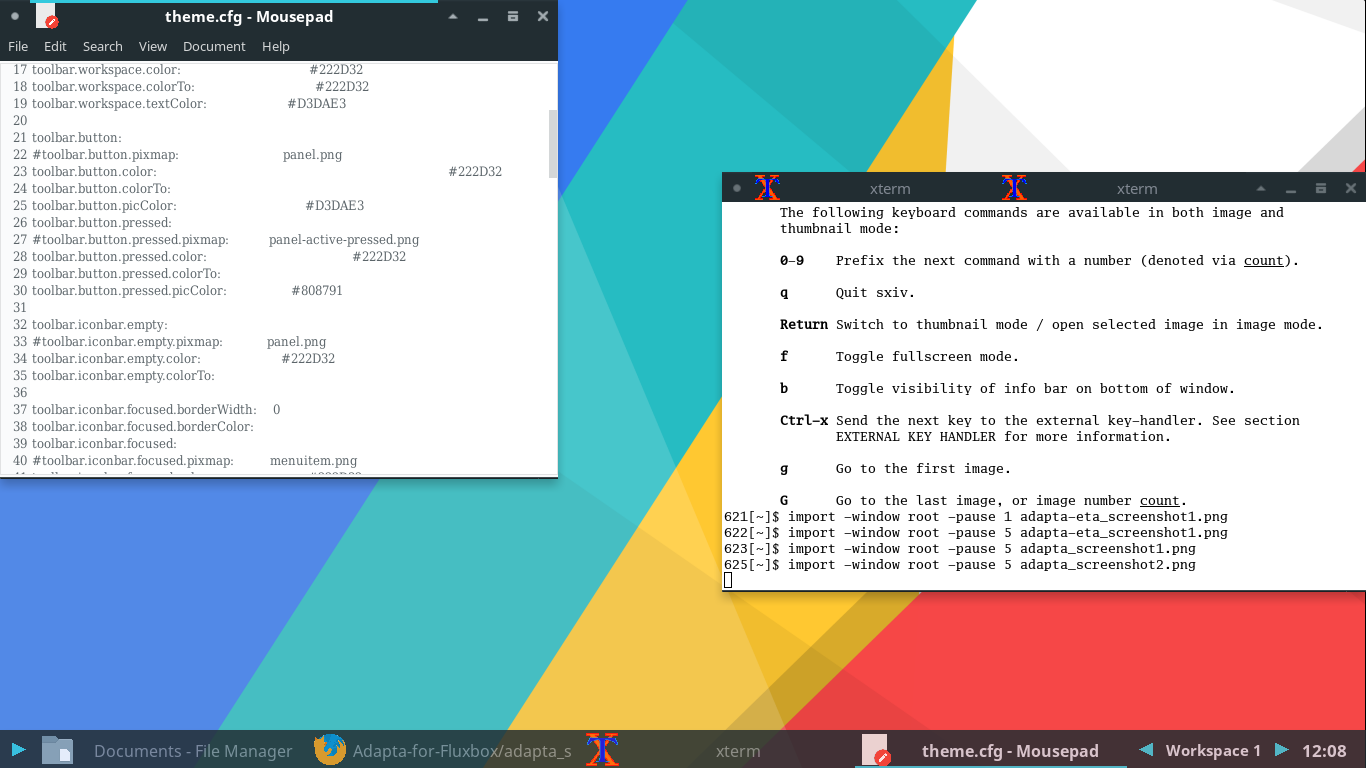 theme.cfg - Mousepad
File Edit Search View Document Help
17 toolbar.workspace.color: #222D32
18 toolbar.workspace.colorTo: #222D32
19 toolbar.workspace.textColor: #D3DAE3
20
21 toolbar.button:
22 #toolbar.button.pixmap: panel.png
23 toolbar.button.color: #222D32
24 toolbar.button.colorTo:
25 toolbar.button.picColor: #D3DAE3
26 toolbar.button.pressed:
27 #toolbar.button.pressed.pixmap: panel-active-pressed.png
28 toolbar.button.pressed.color: #222D32
29 toolbar.button.pressed.colorTo:
30 toolbar.button.pressed.picColor: #808791
31
32 toolbar.iconbar.empty:
33 #toolbar.iconbar.empty.pixmap: panel.png
34 toolbar.iconbar.empty.color: #222D32
35 toolbar.iconbar.empty.colorTo:
36
37 toolbar.iconbar.focused.borderWidth: 0
38 toolbar.iconbar.focused.borderColor:
39 toolbar.iconbar.focused:
40 #toolbar.iconbar.focused.pixmap: menuitem.png
xterm xterm
The following keyboard commands are available in both image and
thumbnail mode:
0-9 Prefix the next command with a number (denoted via count).
q Quit sxiv.
Return Switch to thumbnail mode / open selected image in image mode.
f Toggle fullscreen mode.
b Toggle visibility of info bar on bottom of window.
Ctrl-x Send the next key to the external key-handler. See section
EXTERNAL KEY HANDLER for more information.
g Go to the first image.
G Go to the last image, or image number count.
621[~]$ import -window root -pause 1 adapta-eta_screenshot1.png
622[~]$ import -window root -pause 5 adapta-eta_screenshot1.png
623[~]$ import -window root -pause 5 adapta_screenshot1.png
625[~]$ import -window root -pause 5 adapta_screenshot2.png
Documents - File Manager Adapta-for-Fluxbox/adapta_s xterm theme.cfg - Mousepad Workspace 1 12:08